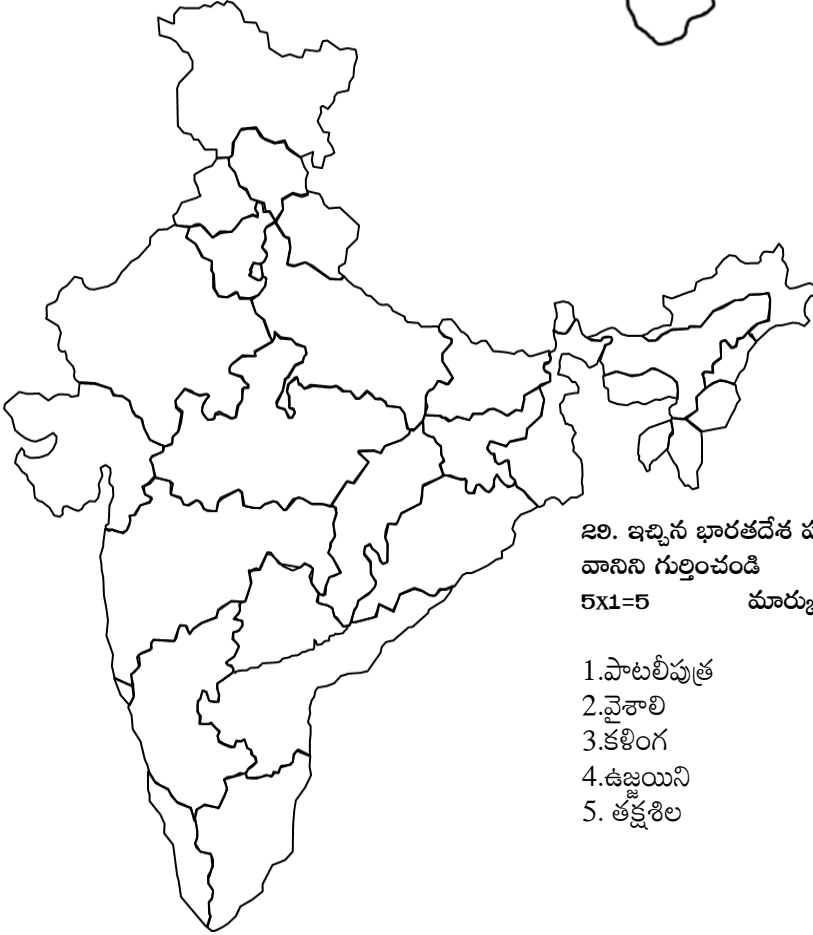 29. ఇచ్చిన భారతదేశ
వానిని గుర్తించండి
5X1=5 మార్కు
1.పాటలీపుత్ర
2.వైశాలి
3.కళింగ
4.ఉజ్జయిని
5. తక్షశిల